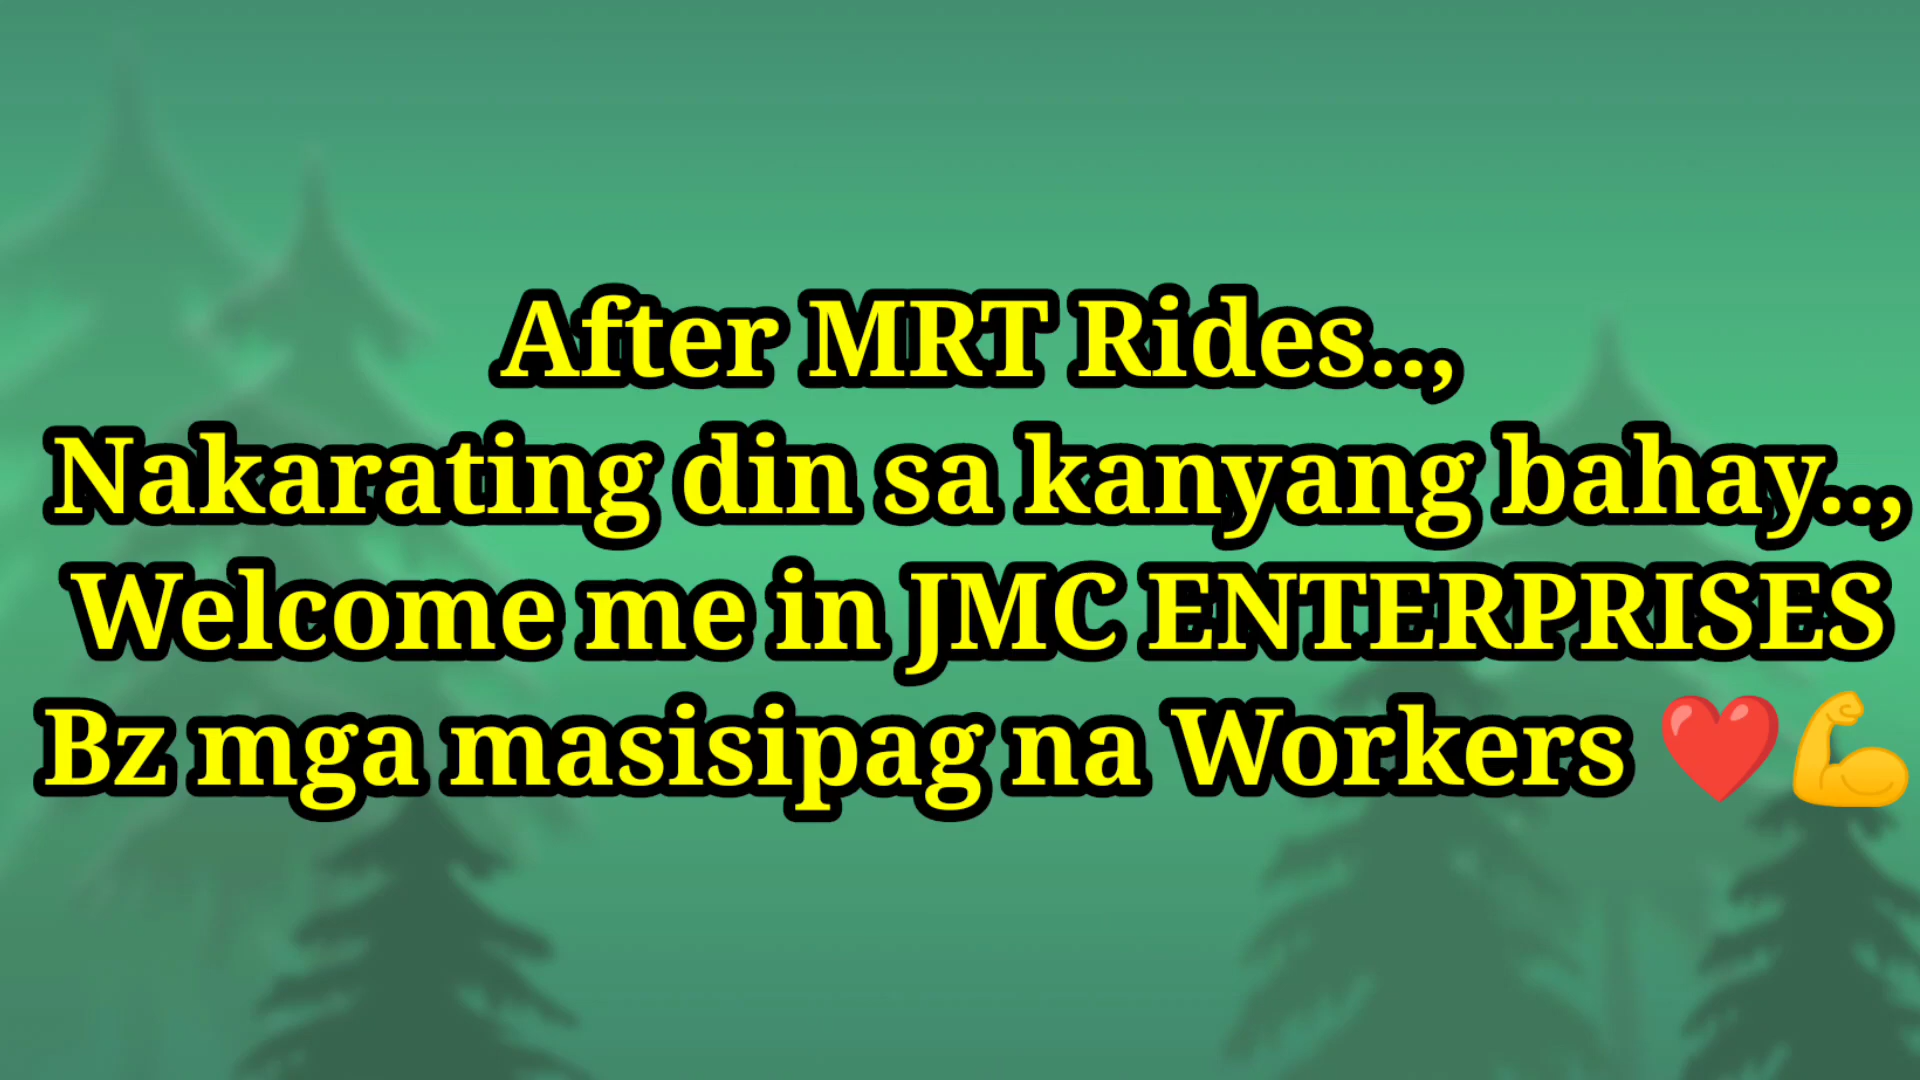 After MRT Rides..,
Nakarating din sa kanyang bahay..,
Welcome me in JMC ENTERPRISES
Bz mga masisipag na Workers ❤️💪